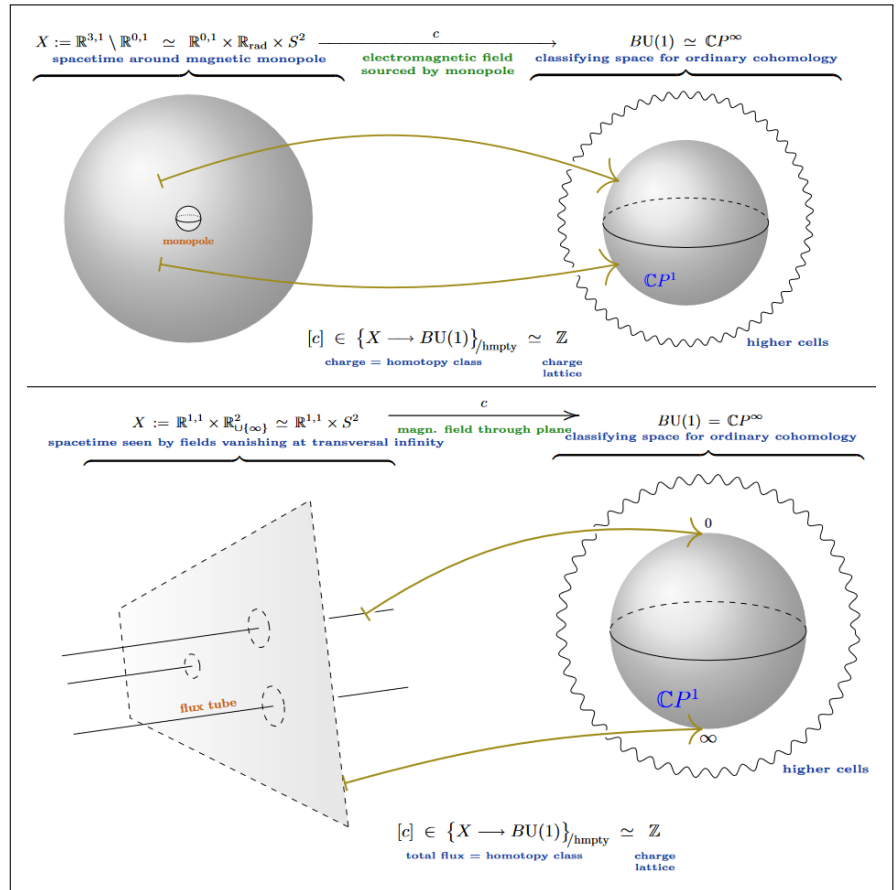 X := ℝ^{3,1} \ ℝ^{0,1} ≃ ℝ^{0,1} × ℝ_{rad} × S^2
c
BU(1) ≃ ℂP^∞
spacetime around magnetic monopole
electromagnetic field
sourced by monopole
classifying space for ordinary cohomology
monopole
ℂP^1
[c] ∈ {X ⟶ BU(1)}_{/hmpty} ≃ ℤ
higher cells
charge = homotopy class
charge
lattice
X := ℝ^{1,1} × ℝ^2_{∪{∞}} ≃ ℝ^{1,1} × S^2
c
BU(1) = ℂP^∞
spacetime seen by fields vanishing at transversal infinity
magn. field through plane
classifying space for ordinary cohomology
0
flux tube
ℂP^1
∞
higher cells
[c] ∈ {X ⟶ BU(1)}_{/hmpty} ≃ ℤ
total flux = homotopy class
charge
lattice